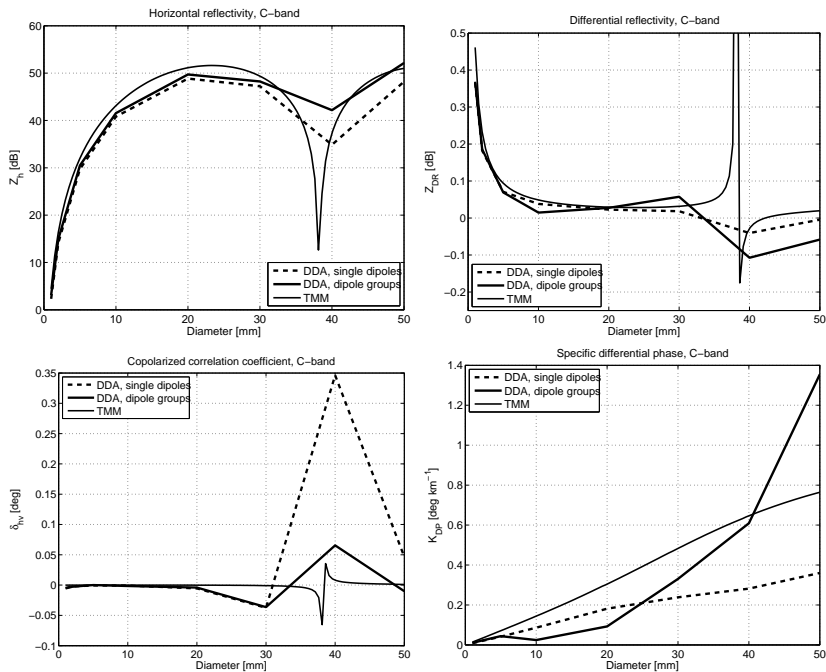 Horizontal reflectivity, C−band
60
50
40
30
20
10
0
Z_h [dB]
0 10 20 30 40 50
Diameter [mm]
DDA, single dipoles
DDA, dipole groups
TMM
Differential reflectivity, C−band
0.5
0.4
0.3
0.2
0.1
0
−0.1
−0.2
Z_DR [dB]
0 10 20 30 40 50
Diameter [mm]
DDA, single dipoles
DDA, dipole groups
TMM
Copolarized correlation coefficient, C−band
0.35
0.3
0.25
0.2
0.15
0.1
0.05
0
−0.05
−0.1
δ_hv [deg]
0 10 20 30 40 50
Diameter [mm]
DDA, single dipoles
DDA, dipole groups
TMM
Specific differential phase, C−band
1.4
1.2
1
0.8
0.6
0.4
0.2
0
K_DP [deg km⁻¹]
0 10 20 30 40 50
Diameter [mm]
DDA, single dipoles
DDA, dipole groups
TMM